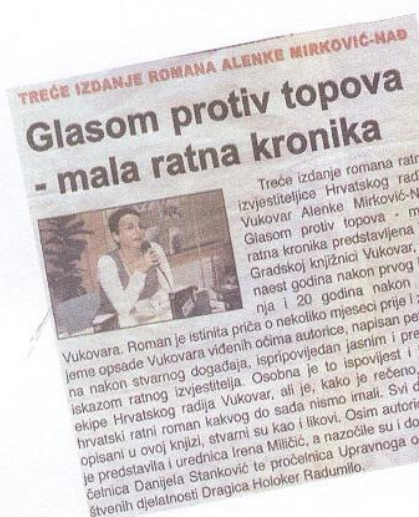 TREĆE IZDANJE ROMANA ALENKE MIRKOVIĆ-NAĐ
Glasom protiv topova
- mala ratna kronika
Treće izdanje romana ratn
izvjestiteljice Hrvatskog rad
Vukovar Alenke Mirković-N
Glasom protiv topova -
ratna kronika predstavljena
Gradskoj knjižnici Vukovar,
naest godina nakon prvog
nja i 20 godina nakon
Vukovara. Roman je istinita priča o nekoliko mjeseci prije i
jeme opsade Vukovara viđenih očima autorice, napisan pe
na nakon stvarnog događaja, ispripovijedan jasnim i pre
iskazom ratnog izvjestitelja. Osobna je to ispovijest i
ekipe Hrvatskog radija Vukovar, ali je, kako je rečeno,
hrvatski ratni roman kakvog do sada nismo imali. Svi d
opisani u ovoj knjizi, stvarni su kao i likovi. Osim autori
je predstavila i urednica Irena Miličić, a nazočile su i do
čelnica Danijela Stanković te pročelnica Upravnog o
štvenih djelatnosti Dragica Holoker Radumilo.